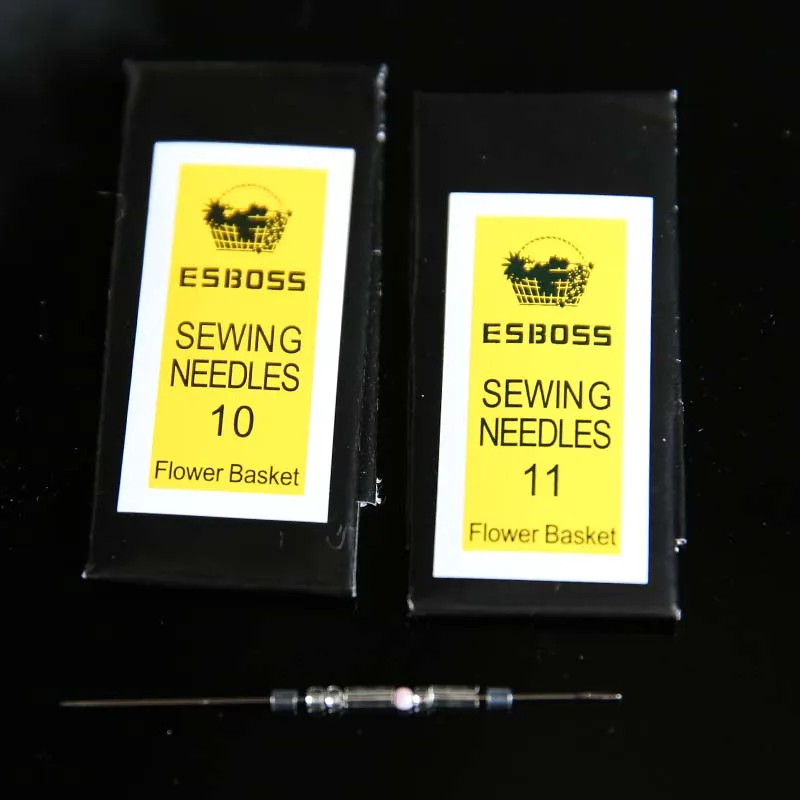 ESBOSS
SEWING
NEEDLES
10
Flower Basket
ESBOSS
SEWING
NEEDLES
11
Flower Basket